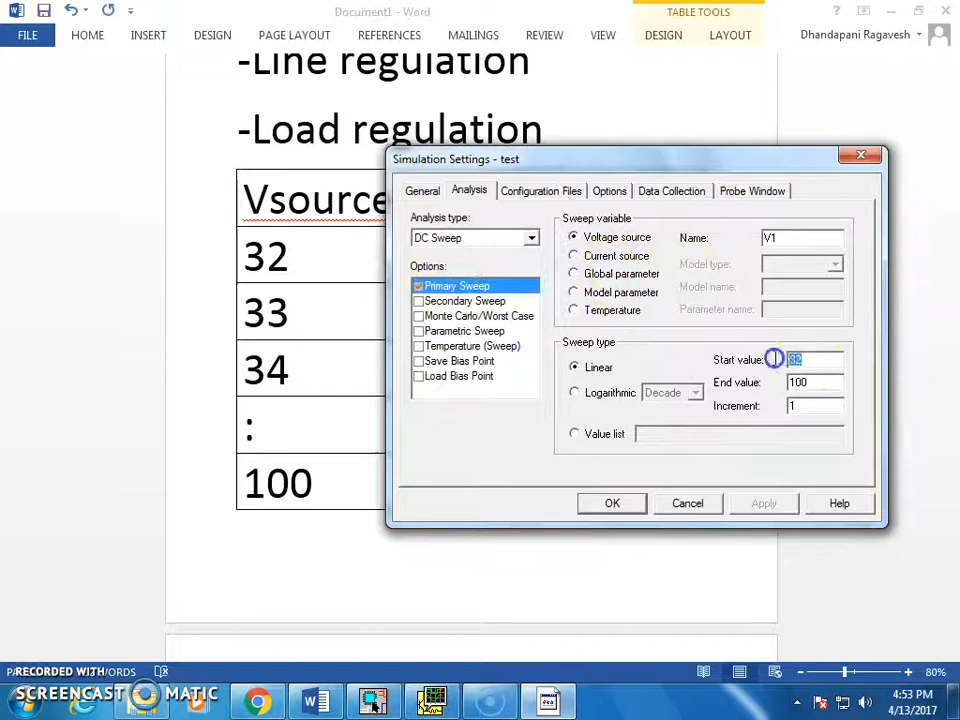 Document1 - Word
TABLE TOOLS
FILE
HOME
INSERT
DESIGN
PAGE LAYOUT
REFERENCES
MAILINGS
REVIEW
VIEW
DESIGN
LAYOUT
Dhandapani Ragavesh
-Line regulation
-Load regulation
Vsource
32
33
34
:
100
Simulation Settings - test
General
Analysis
Configuration Files
Options
Data Collection
Probe Window
Analysis type:
DC Sweep
Options:
Primary Sweep
Secondary Sweep
Monte Carlo/Worst Case
Parametric Sweep
Temperature (Sweep)
Save Bias Point
Load Bias Point
Sweep variable
Voltage source
Current source
Global parameter
Model parameter
Temperature
Name:
V1
Model type:
Model name:
Parameter name:
Sweep type
Linear
Logarithmic
Decade
Value list
Start value:
32
End value:
100
Increment:
1
OK
Cancel
Apply
Help
WORDS
80%
RECORDED WITH
SCREENCAST MATIC
4:53 PM
4/13/2017